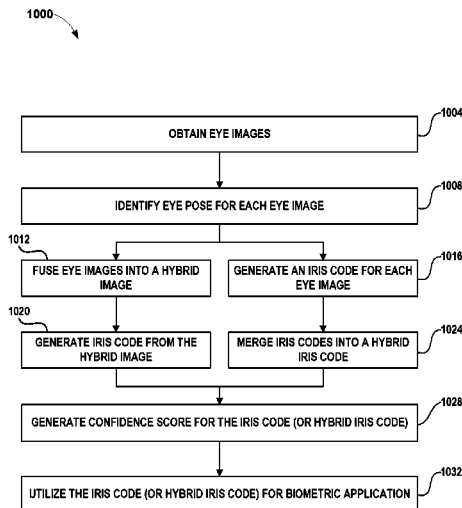 1000
1004
OBTAIN EYE IMAGES
1008
IDENTIFY EYE POSE FOR EACH EYE IMAGE
1012
FUSE EYE IMAGES INTO A HYBRID
IMAGE
1016
GENERATE AN IRIS CODE FOR EACH
EYE IMAGE
1020
GENERATE IRIS CODE FROM THE
HYBRID IMAGE
1024
MERGE IRIS CODES INTO A HYBRID
IRIS CODE
1028
GENERATE CONFIDENCE SCORE FOR THE IRIS CODE (OR HYBRID IRIS CODE)
1032
UTILIZE THE IRIS CODE (OR HYBRID IRIS CODE) FOR BIOMETRIC APPLICATION